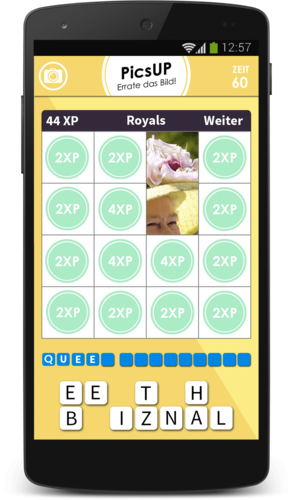 12:57
PicsUP
Errate das Bild!
ZEIT
60
44 XP Royals Weiter
2XP 2XP 2XP
2XP 4XP 2XP
2XP 4XP 4XP 2XP
2XP 2XP 2XP 2XP
QUEE
E E T H
B I Z N A L